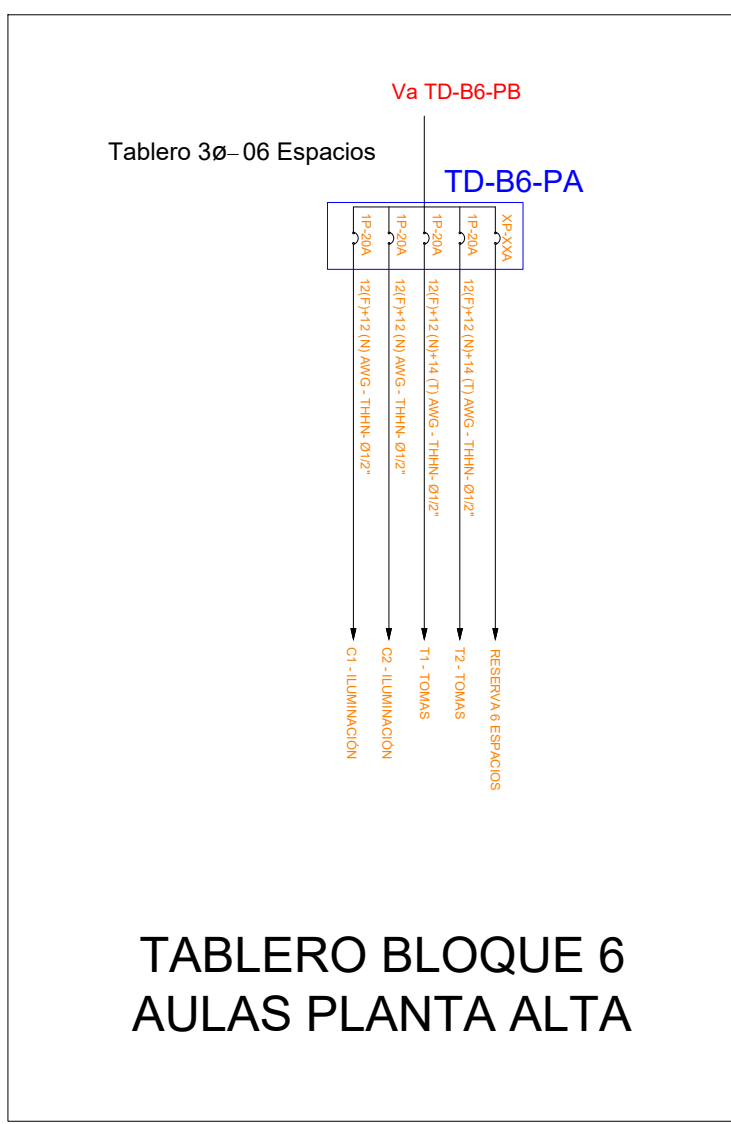 Va TD-B6-PB
Tablero 3ø–06 Espacios
TD-B6-PA
1P-20A
1P-20A
1P-20A
1P-20A
XP-XXA
12(F)+12 (N) AWG - THHN- Ø1/2"
12(F)+12 (N) AWG - THHN- Ø1/2"
12(F)+12 (N)+14 (T) AWG - THHN- Ø1/2"
12(F)+12 (N)+14 (T) AWG - THHN- Ø1/2"
C1 - ILUMINACIÓN
C2 - ILUMINACIÓN
T1 - TOMAS
T2 - TOMAS
RESERVA 6 ESPACIOS
TABLERO BLOQUE 6
AULAS PLANTA ALTA